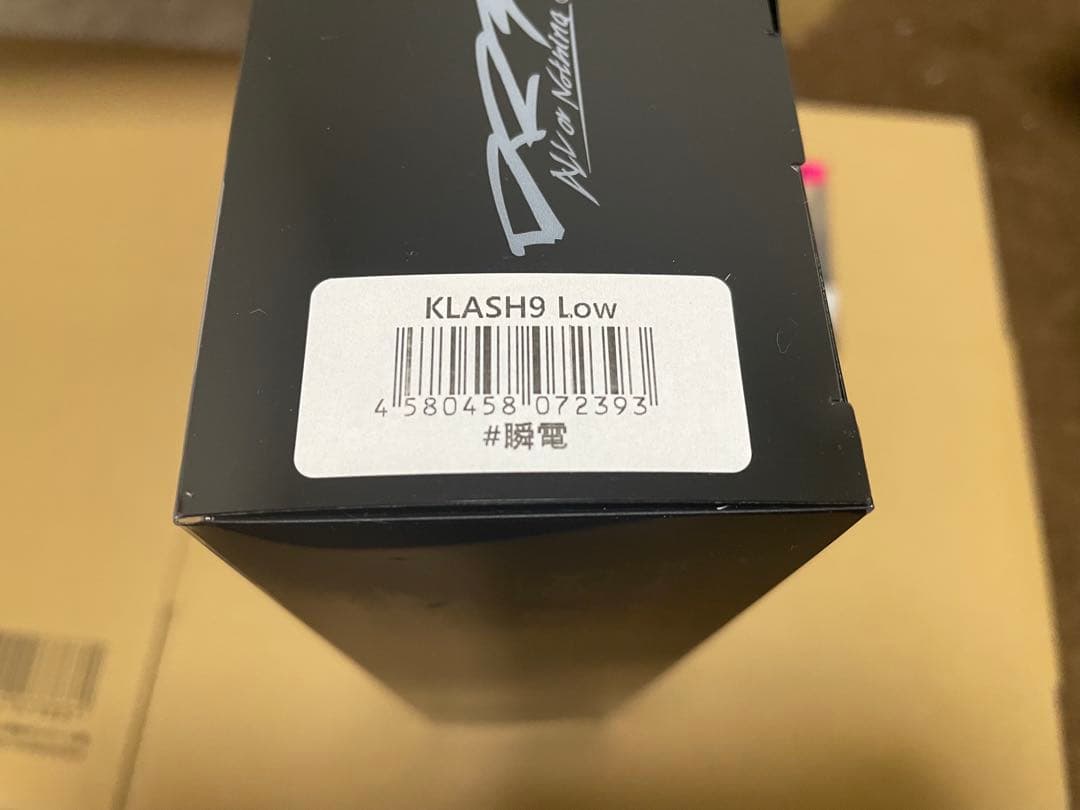 All or Nothing
KLASH9 Low
4 580458 072393
#瞬電